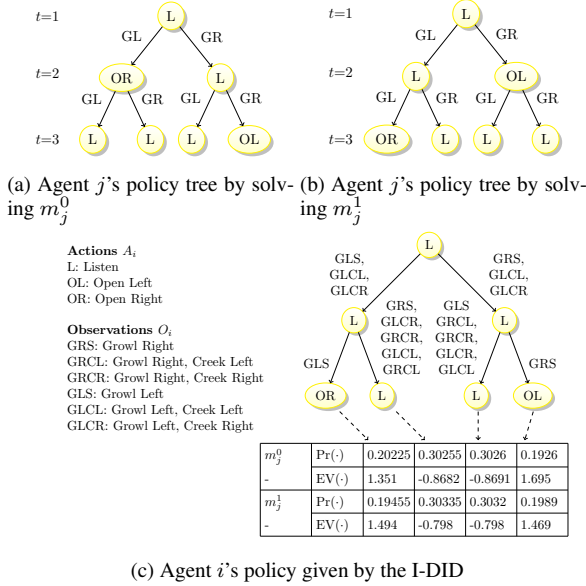 t=1
L
GL
GR
t=2
OR
L
GL
GR
GL
GR
t=3
L
L
L
OL
t=1
L
GL
GR
t=2
L
OL
GL
GR
GL
GR
t=3
OR
L
L
L
(a) Agent j's policy tree by solv-
ing m_j^0
(b) Agent j's policy tree by solv-
ing m_j^1
Actions A_i
L: Listen
OL: Open Left
OR: Open Right
Observations O_i
GRS: Growl Right
GRCL: Growl Right, Creek Left
GRCR: Growl Right, Creek Right
GLS: Growl Left
GLCL: Growl Left, Creek Left
GLCR: Growl Left, Creek Right
L
GLS,
GLCL,
GLCR
GRS,
GLCL,
GLCR
L
L
GLS
GRS,
GLCR,
GRCR,
GLCL,
GRCL
GLS
GRCL,
GRCR,
GLCR,
GLCL
GRS
OR
L
L
OL
m_j^0 Pr(·) 0.20225 0.30255 0.3026 0.1926
- EV(·) 1.351 -0.8682 -0.8691 1.695
m_j^1 Pr(·) 0.19455 0.30335 0.3032 0.1989
- EV(·) 1.494 -0.798 -0.798 1.469
(c) Agent i's policy given by the I-DID